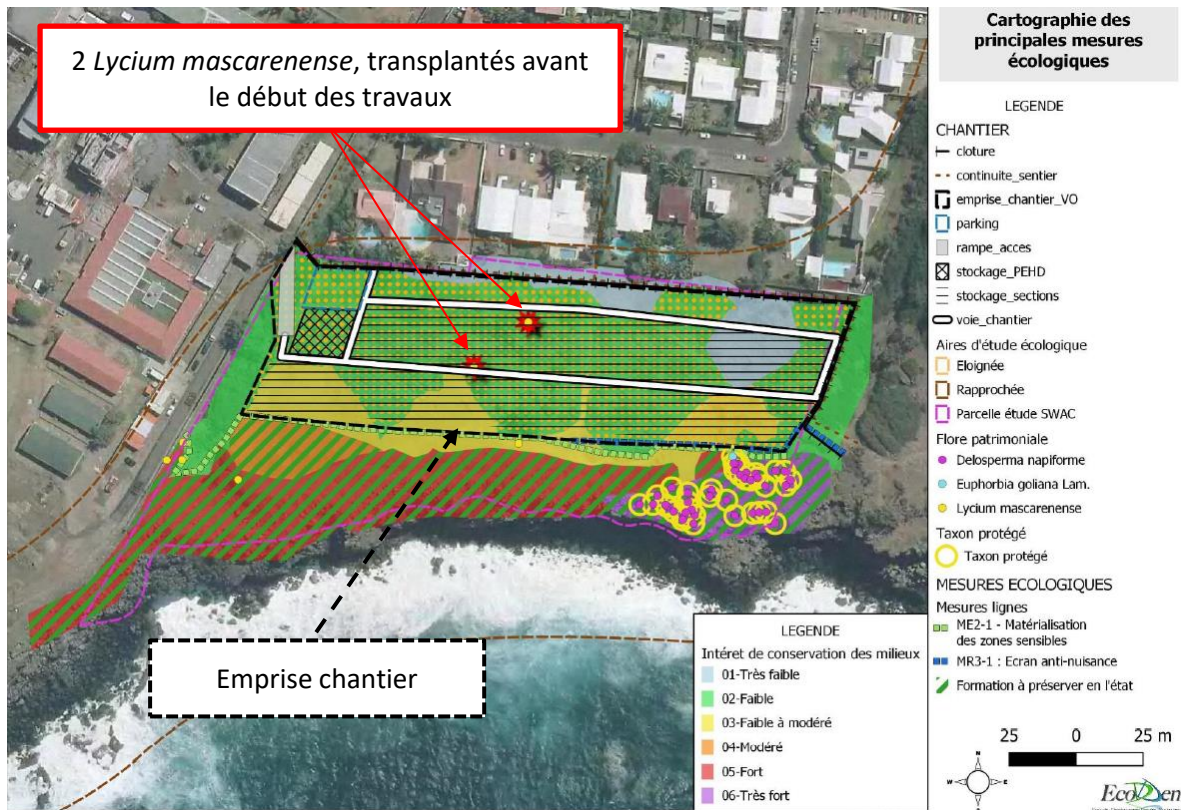 2 Lycium mascarenense, transplantés avant
le début des travaux
Emprise chantier
Cartographie des
principales mesures
écologiques
LEGENDE
CHANTIER
cloture
continuite_sentier
emprise_chantier_VO
parking
rampe_acces
stockage_PEHD
stockage_sections
voie_chantier
Aires d'étude écologique
Eloignée
Rapprochée
Parcelle étude SWAC
Flore patrimoniale
Delosperma napiforme
Euphorbia goliana Lam.
Lycium mascarenense
Taxon protégé
Taxon protégé
MESURES ECOLOGIQUES
Mesures lignes
ME2-1 - Matérialisation
des zones sensibles
MR3-1 : Ecran anti-nuisance
Formation à préserver en l'état
LEGENDE
Intéret de conservation des milieux
01-Très faible
02-Faible
03-Faible à modéré
04-Modéré
05-Fort
06-Très fort
25 0 25 m
N
W E
S